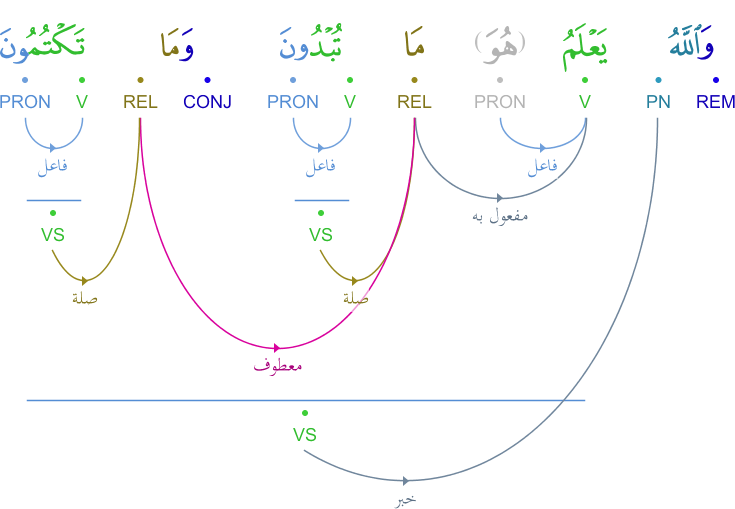 وَٱللَّهُ يَعْلَمُ (هُوَ) مَا تُبْدُونَ وَمَا تَكْتُمُونَ
REM PN V PRON REL V PRON CONJ REL V PRON
فاعل فاعل فاعل
مفعول به
VS VS
صلة صلة
معطوف
VS
خبر